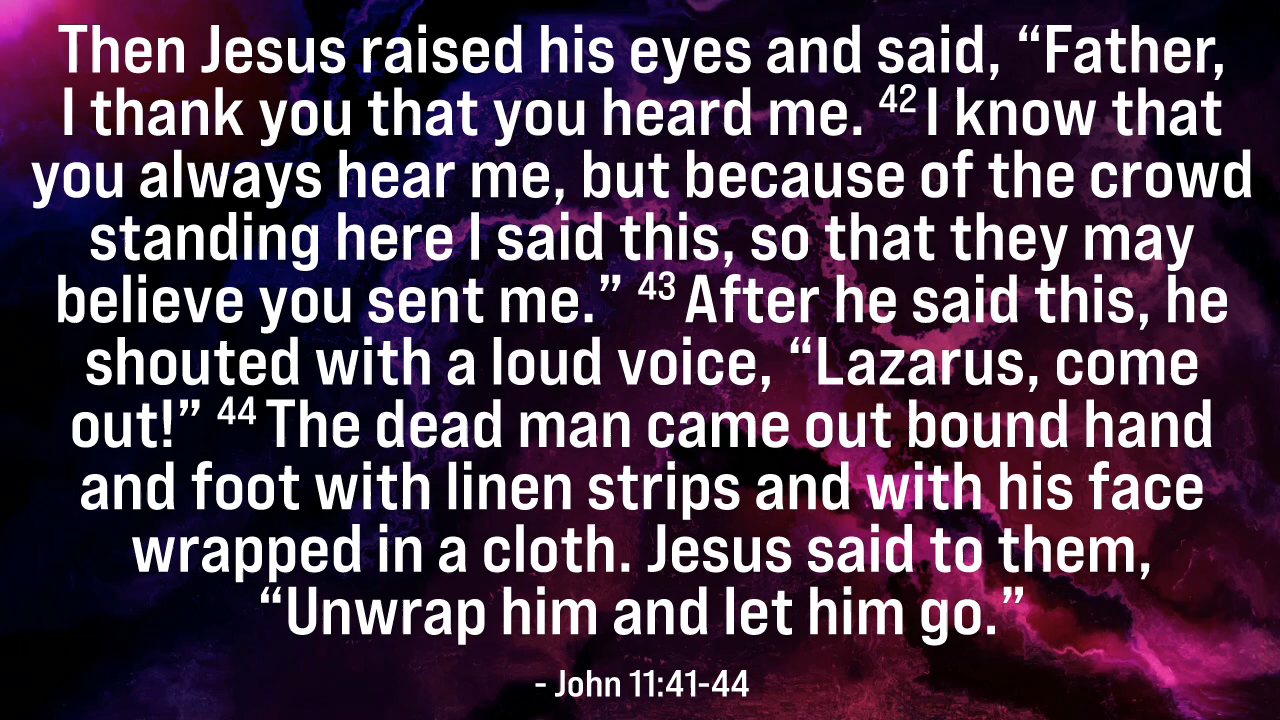 Then Jesus raised his eyes and said, “Father,
I thank you that you heard me. 42 I know that
you always hear me, but because of the crowd
standing here I said this, so that they may
believe you sent me.” 43 After he said this, he
shouted with a loud voice, “Lazarus, come
out!” 44 The dead man came out bound hand
and foot with linen strips and with his face
wrapped in a cloth. Jesus said to them,
“Unwrap him and let him go.”
- John 11:41-44